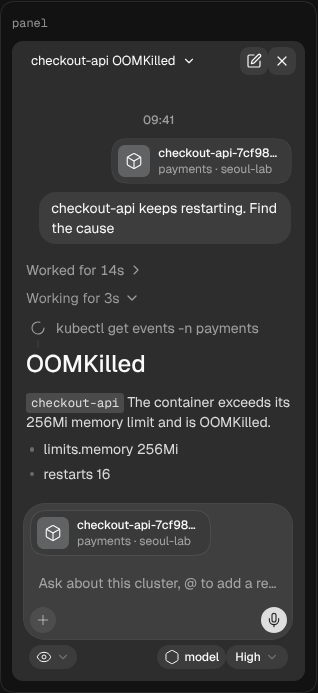 panel
checkout-api OOMKilled
09:41
checkout-api-7cf98...
payments · seoul-lab
checkout-api keeps restarting. Find
the cause
Worked for 14s
Working for 3s
kubectl get events -n payments
OOMKilled
checkout-api The container exceeds its
256Mi memory limit and is OOMKilled.
limits.memory 256Mi
restarts 16
checkout-api-7cf98...
payments · seoul-lab
Ask about this cluster, @ to add a re...
model
High